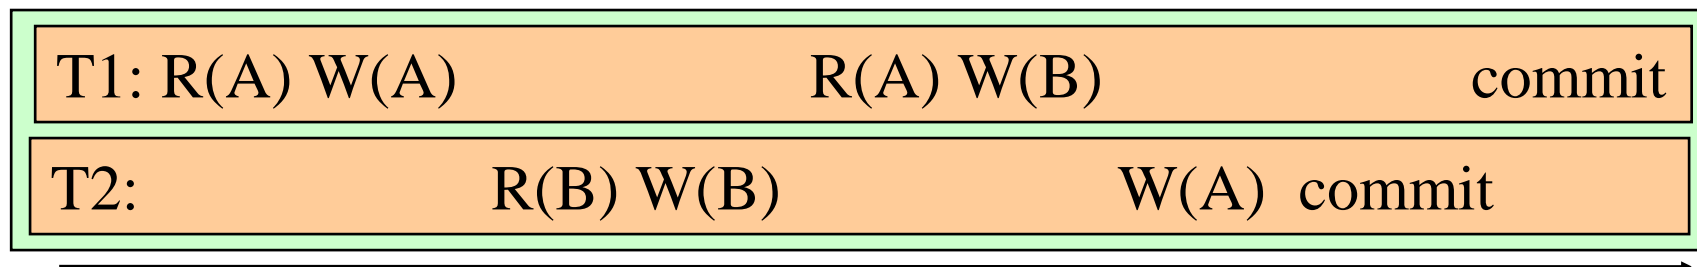 T1: R(A) W(A) R(A) W(B) commit
T2: R(B) W(B) W(A) commit